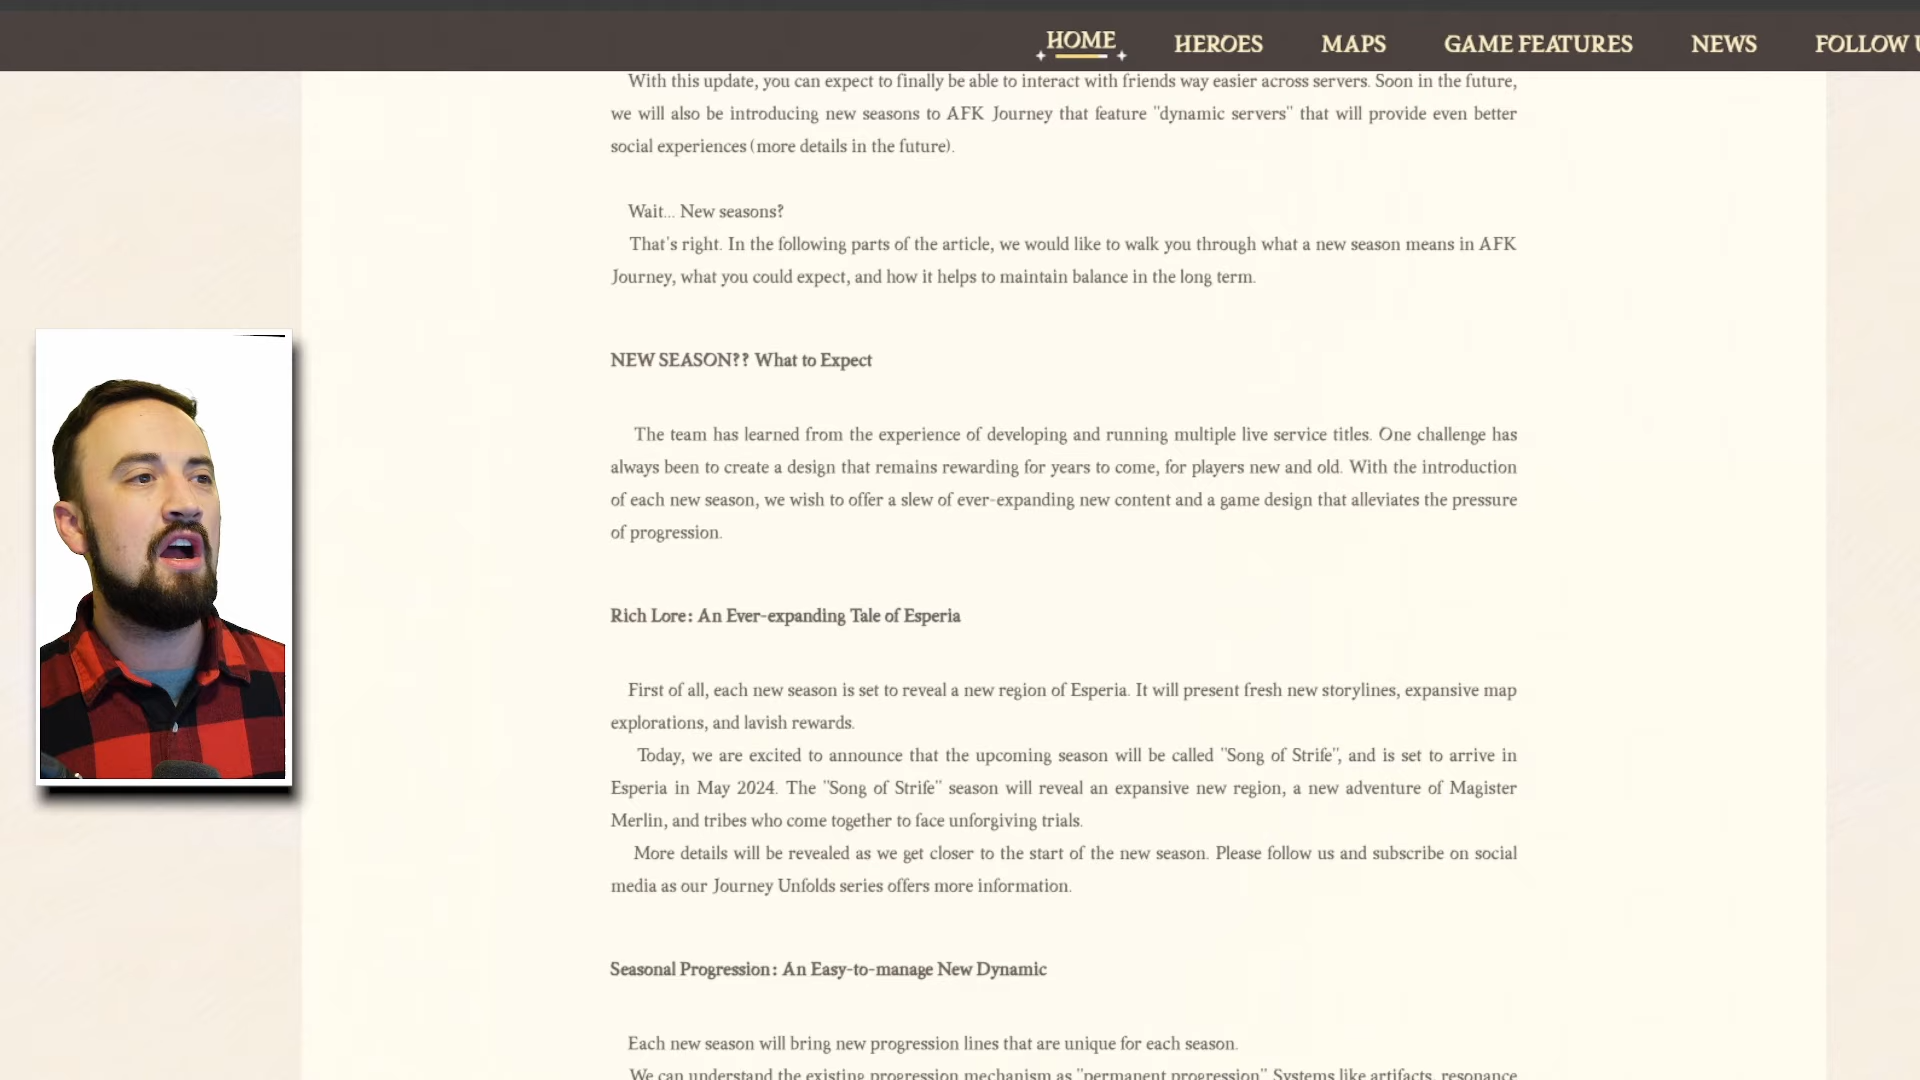 HOME HEROES MAPS GAME FEATURES NEWS FOLLOW
With this update, you can expect to finally be able to interact with friends way easier across servers. Soon in the future,
we will also be introducing new seasons to AFK Journey that feature "dynamic servers" that will provide even better
social experiences (more details in the future).
Wait... New seasons?
That's right. In the following parts of the article, we would like to walk you through what a new season means in AFK
Journey, what you could expect, and how it helps to maintain balance in the long term.
NEW SEASON?? What to Expect
The team has learned from the experience of developing and running multiple live service titles. One challenge has
always been to create a design that remains rewarding for years to come, for players new and old. With the introduction
of each new season, we wish to offer a slew of ever-expanding new content and a game design that alleviates the pressure
of progression.
Rich Lore: An Ever-expanding Tale of Esperia
First of all, each new season is set to reveal a new region of Esperia. It will present fresh new storylines, expansive map
explorations, and lavish rewards.
Today, we are excited to announce that the upcoming season will be called "Song of Strife", and is set to arrive in
Esperia in May 2024. The "Song of Strife" season will reveal an expansive new region, a new adventure of Magister
Merlin, and tribes who come together to face unforgiving trials.
More details will be revealed as we get closer to the start of the new season. Please follow us and subscribe on social
media as our Journey Unfolds series offers more information.
Seasonal Progression: An Easy-to-manage New Dynamic
Each new season will bring new progression lines that are unique for each season.
We can understand the existing progression mechanism as "permanent progression" Systems like artifacts, resonance